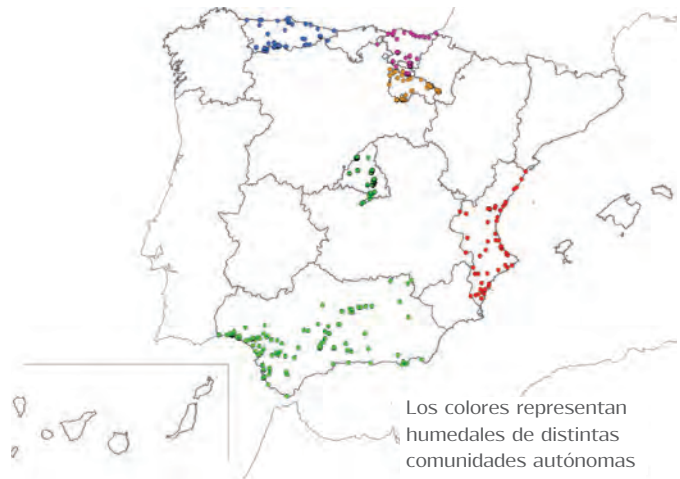 Los colores representan
humedales de distintas
comunidades autónomas